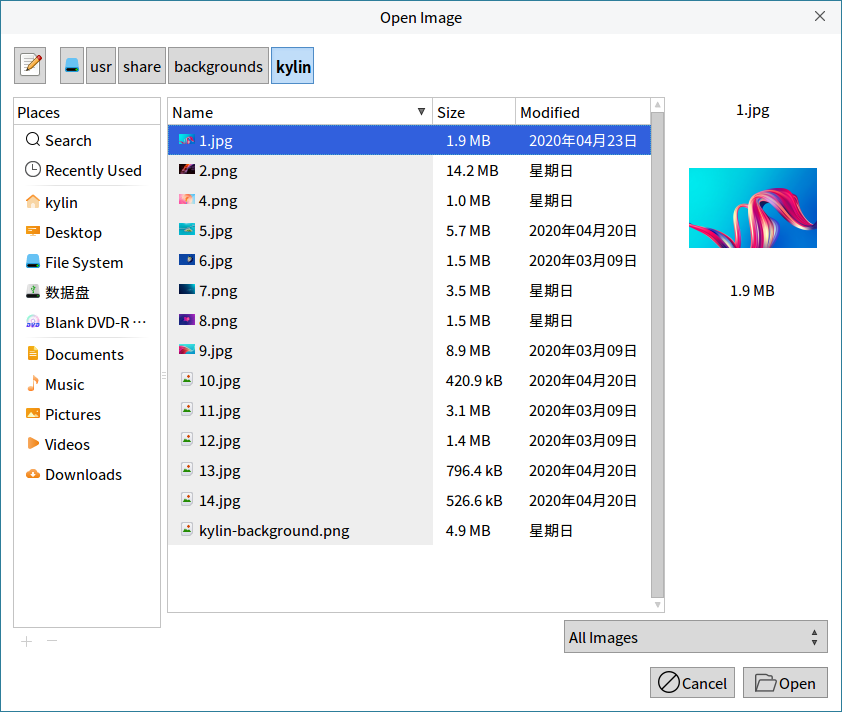 Open Image
usr share backgrounds kylin
Places
Search
Recently Used
kylin
Desktop
File System
数据盘
Blank DVD-R ···
Documents
Music
Pictures
Videos
Downloads
Name Size Modified
1.jpg 1.9 MB 2020年04月23日
2.png 14.2 MB 星期日
4.png 1.0 MB 星期日
5.jpg 5.7 MB 2020年04月20日
6.jpg 1.5 MB 2020年03月09日
7.png 3.5 MB 星期日
8.png 1.5 MB 星期日
9.jpg 8.9 MB 2020年03月09日
10.jpg 420.9 kB 2020年04月20日
11.jpg 3.1 MB 2020年03月09日
12.jpg 1.4 MB 2020年03月09日
13.jpg 796.4 kB 2020年04月20日
14.jpg 526.6 kB 2020年04月20日
kylin-background.png 4.9 MB 星期日
1.jpg
1.9 MB
All Images
Cancel Open